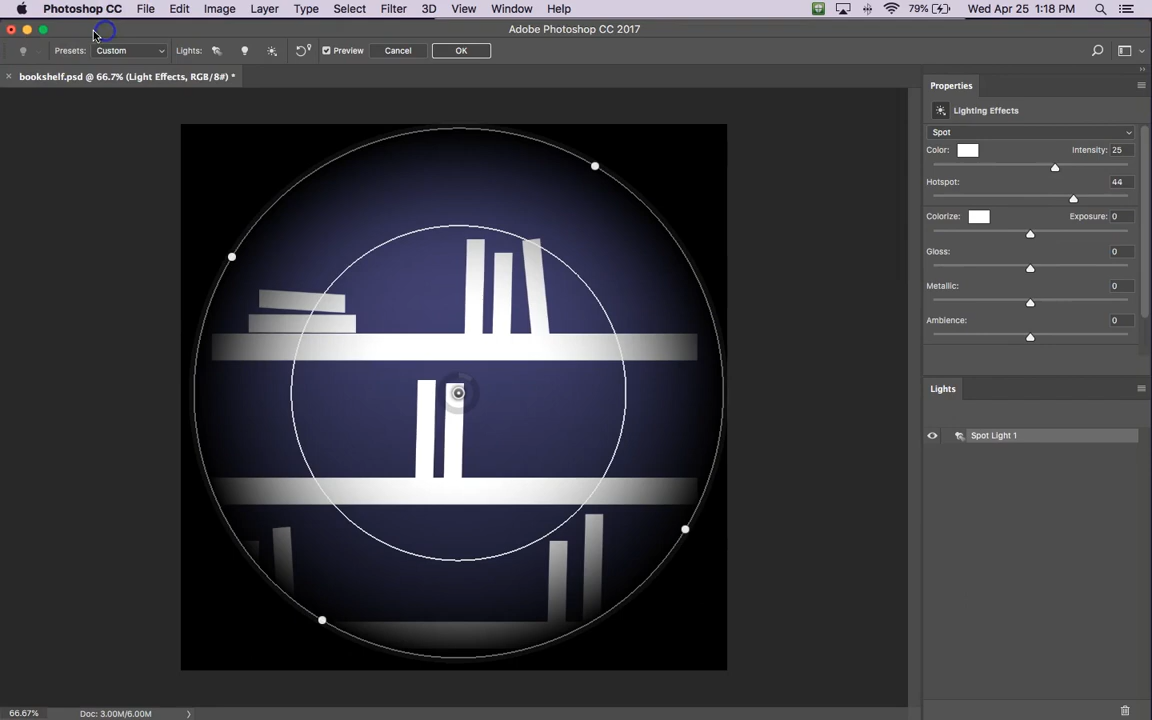 Photoshop CC File Edit Image Layer Type Select Filter 3D View Window Help 79% Wed Apr 25 1:18 PM
Adobe Photoshop CC 2017
Presets: Custom Lights: Preview Cancel OK
bookshelf.psd @ 66.7% (Light Effects, RGB/8#) *
Properties
Lighting Effects
Spot
Color: Intensity: 25
Hotspot: 44
Colorize: Exposure: 0
Gloss: 0
Metallic: 0
Ambience: 0
Lights
Spot Light 1
66.67% Doc: 3.00M/6.00M